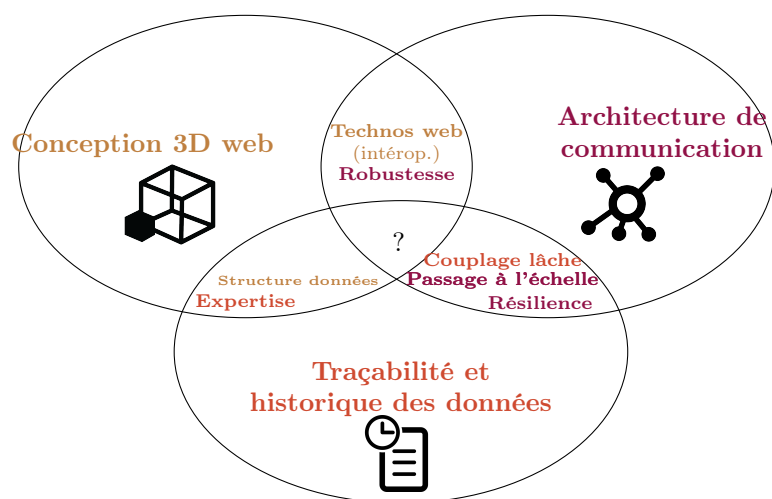 Conception 3D web
Technos web
(intérop.)
Robustesse
Architecture de
communication
?
Structure données
Expertise
Couplage lâche
Passage à l'échelle
Résilience
Traçabilité et
historique des données